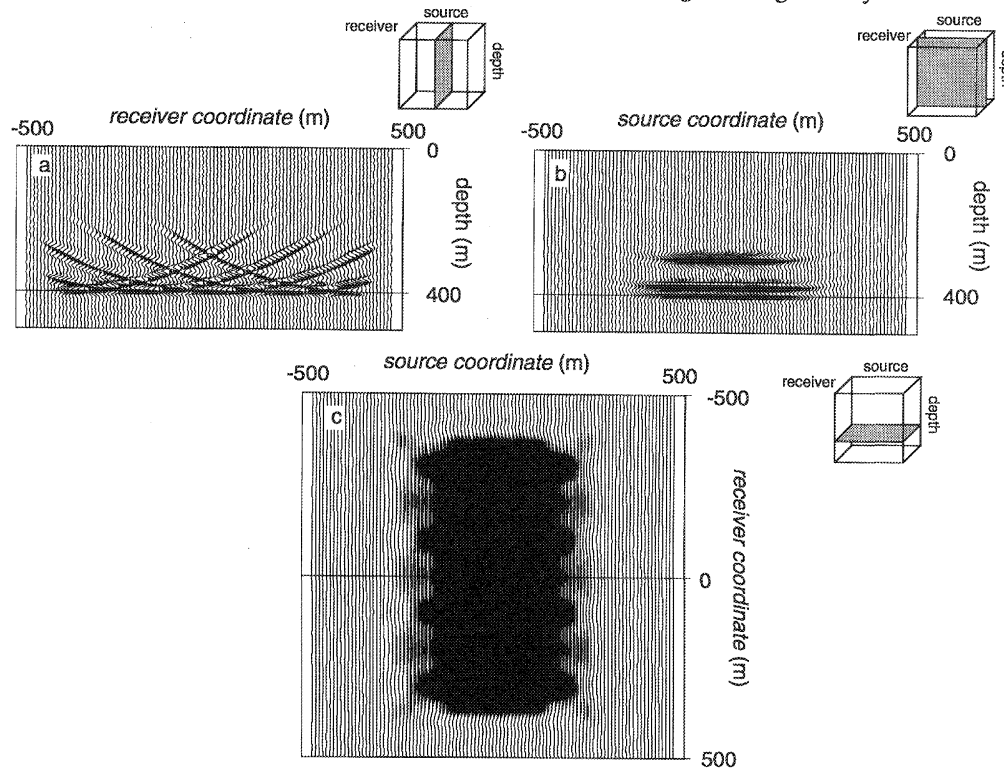 source
receiver
depth
source
receiver
receiver coordinate (m)
-500
500
0
a
depth (m)
400
source coordinate (m)
-500
500
0
b
depth (m)
400
source coordinate (m)
-500
500
-500
c
receiver coordinate (m)
0
500
source
receiver
depth